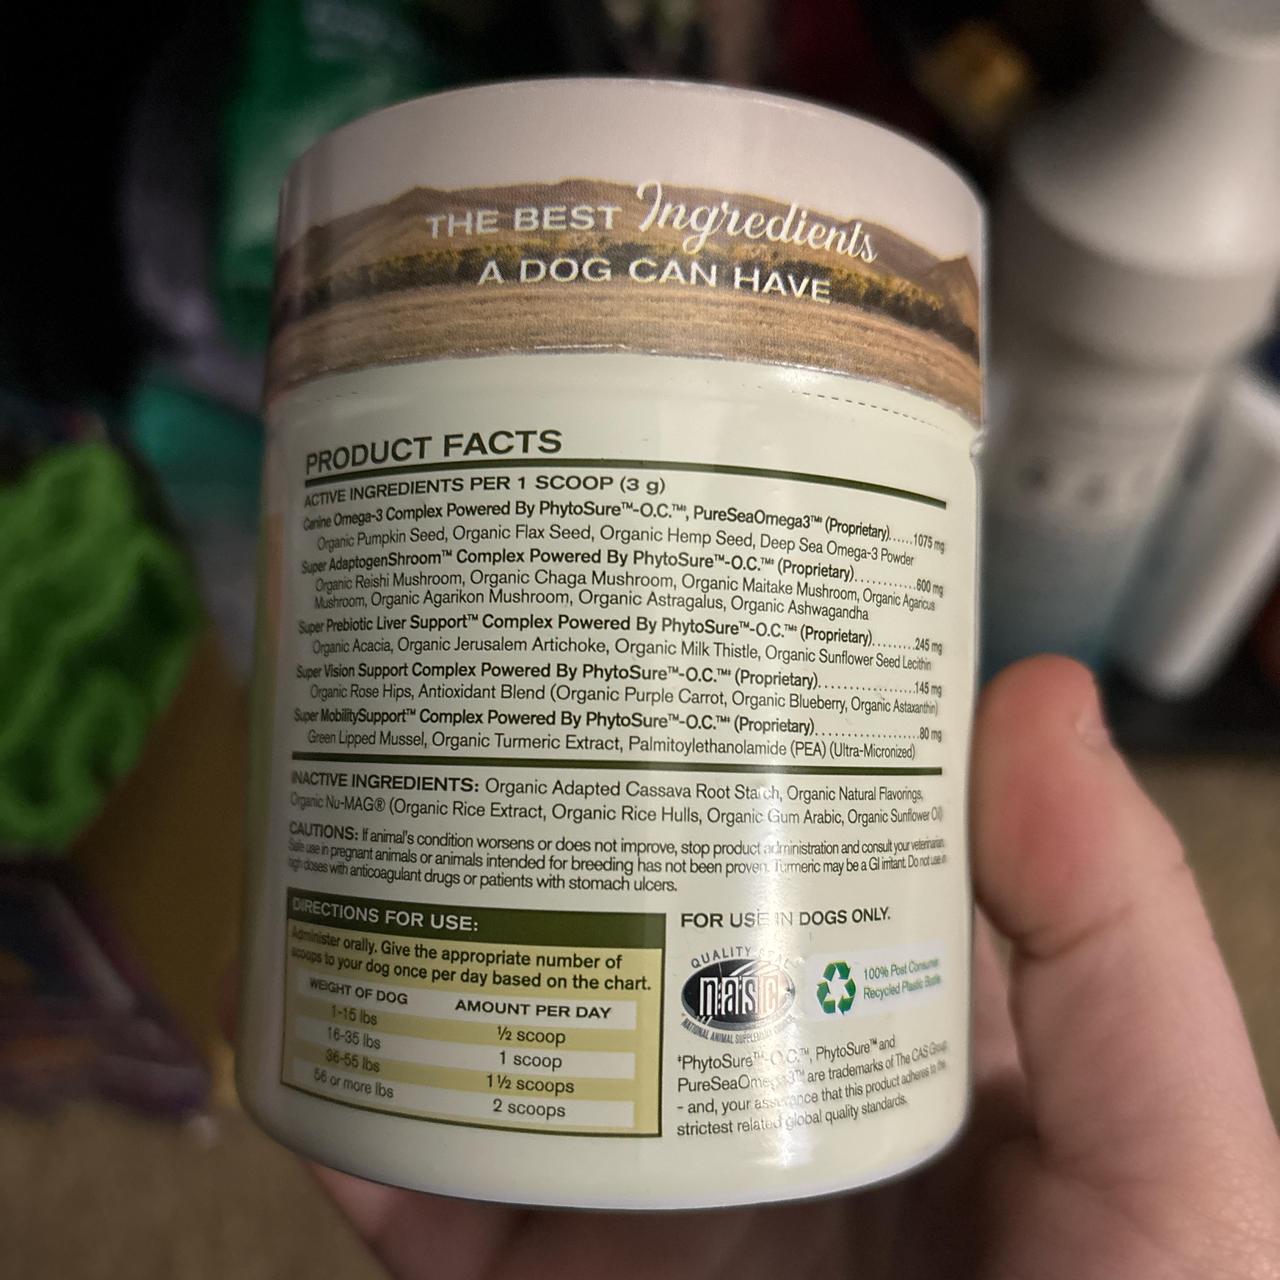 THE BEST Ingredients
A DOG CAN HAVE
PRODUCT FACTS
ACTIVE INGREDIENTS PER 1 SCOOP (3 g)
Canine Omega-3 Complex Powered By PhytoSure™-O.C.™‡, PureSeaOmega3™‡ (Proprietary)......1075 mg
Organic Pumpkin Seed, Organic Flax Seed, Organic Hemp Seed, Deep Sea Omega-3 Powder
Super AdaptogenShroom™ Complex Powered By PhytoSure™-O.C.™‡ (Proprietary)...........600 mg
Organic Reishi Mushroom, Organic Chaga Mushroom, Organic Maitake Mushroom, Organic Agaricus
Mushroom, Organic Agarikon Mushroom, Organic Astragalus, Organic Ashwagandha
Super Prebiotic Liver Support™ Complex Powered By PhytoSure™-O.C.™‡ (Proprietary).........245 mg
Organic Acacia, Organic Jerusalem Artichoke, Organic Milk Thistle, Organic Sunflower Seed Lecithin
Super Vision Support Complex Powered By PhytoSure™-O.C.™‡ (Proprietary)................145 mg
Organic Rose Hips, Antioxidant Blend (Organic Purple Carrot, Organic Blueberry, Organic Astaxanthin)
Super MobilitySupport™ Complex Powered By PhytoSure™-O.C.™‡ (Proprietary).................80 mg
Green Lipped Mussel, Organic Turmeric Extract, Palmitoylethanolamide (PEA) (Ultra-Micronized)
INACTIVE INGREDIENTS: Organic Adapted Cassava Root Starch, Organic Natural Flavorings,
Organic Nu-MAG® (Organic Rice Extract, Organic Rice Hulls, Organic Gum Arabic, Organic Sunflower Oil)
CAUTIONS: If animal's condition worsens or does not improve, stop product administration and consult your veterinarian.
Safe use in pregnant animals or animals intended for breeding has not been proven. Turmeric may be a GI irritant. Do not use in
high doses with anticoagulant drugs or patients with stomach ulcers.
DIRECTIONS FOR USE:
Administer orally. Give the appropriate number of
scoops to your dog once per day based on the chart.
WEIGHT OF DOG AMOUNT PER DAY
1-15 lbs ½ scoop
16-35 lbs 1 scoop
36-55 lbs 1½ scoops
56 or more lbs 2 scoops
FOR USE IN DOGS ONLY.
QUALITY SEAL
nasc
NATIONAL ANIMAL SUPPLEMENT
100% Post Consumer
Recycled Plastic Bottle
‡PhytoSure™-O.C.™, PhytoSure™ and
PureSeaOmega3™ are trademarks of The CAS Group
- and, your assurance that this product adheres to the
strictest related global quality standards.